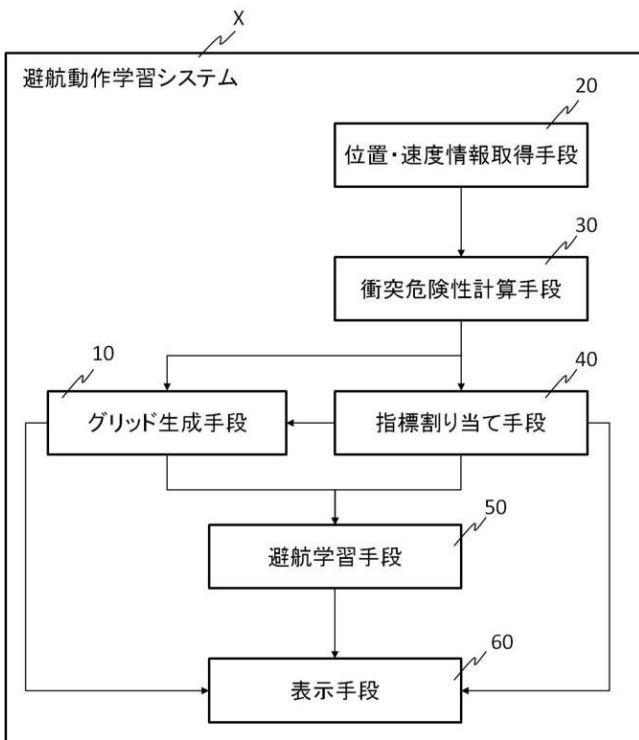 X
避航動作学習システム
20
位置・速度情報取得手段
30
衝突危険性計算手段
10
グリッド生成手段
40
指標割り当て手段
50
避航学習手段
60
表示手段